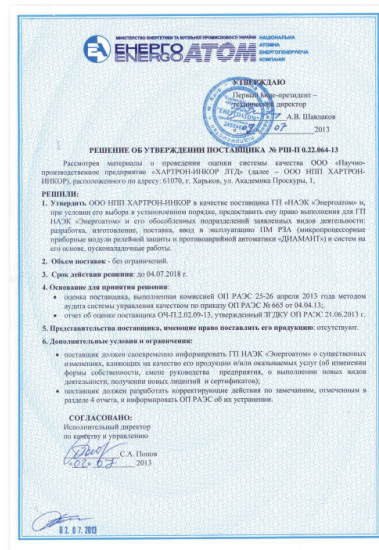 МИНИСТЕРСТВО ЕНЕРГЕТИКИ ТА ВУГІЛЬНОЇ ПРОМИСЛОВОСТІ УКРАЇНИ
НАЦІОНАЛЬНА
АТОМНА
ЕНЕРГОГЕНЕРУЮЧА
КОМПАНІЯ
ЕНЕРГОАТОМ
ENERGOATOM
УТВЕРЖДАЮ
Первый вице-президент –
технический директор
А.В. Шавлаков
07 2013
РЕШЕНИЕ ОБ УТВЕРЖДЕНИИ ПОСТАВЩИКА № РШ-П 0.22.064-13
Рассмотрев материалы о проведении оценки системы качества ООО «Научно-
производственное предприятие «ХАРТРОН-ИНКОР ЛТД» (далее – ООО НПП ХАРТРОН-
ИНКОР), расположенного по адресу: 61070, г. Харьков, ул. Академика Проскуры, 1,
РЕШИЛИ:
1. Утвердить ООО НПП ХАРТРОН-ИНКОР в качестве поставщика ГП «НАЭК «Энергоатом» и,
при условии его выбора в установленном порядке, предоставить ему право выполнения для ГП
НАЭК «Энергоатом» и его обособленных подразделений заявленных видов деятельности:
разработка, изготовление, поставка, ввод в эксплуатацию ПМ РЗА (микропроцессорные
приборные модули релейной защиты и противоаварийной автоматики «ДИАМАНТ») и систем на
его основе, пусконаладочные работы.
2. Объем поставок - без ограничений.
3. Срок действия решения: до 04.07.2018 г.
4. Основание для принятия решения:
• оценка поставщика, выполненная комиссией ОП РАЭС 25-26 апреля 2013 года методом
аудита системы управления качеством по приказу ОП РАЭС № 665 от 04.04.13;
• отчет об оценке поставщика ОЧ-П.2.02.09-13, утвержденный ЗГДКУ ОП РАЭС 21.06.2013 г.
5. Представительства поставщика, имеющие право поставлять его продукцию: отсутствуют.
6. Дополнительные условия и ограничения:
• поставщик должен своевременно информировать ГП НАЭК «Энергоатом» о существенных
изменениях, влияющих на качество его продукции/или оказываемых услуг (об изменении
формы собственности, смене руководства предприятия, о выполнении новых видов
деятельности, получении новых лицензий и сертификатов);
• поставщик должен разработать корректирующие действия по замечаниям, отмеченным в
разделе 4 отчета, и информировать ОП РАЭС об их устранении.
СОГЛАСОВАНО:
Исполнительный директор
по качеству и управлению
С.А. Попов
«02» 07 2013
02.07.2013